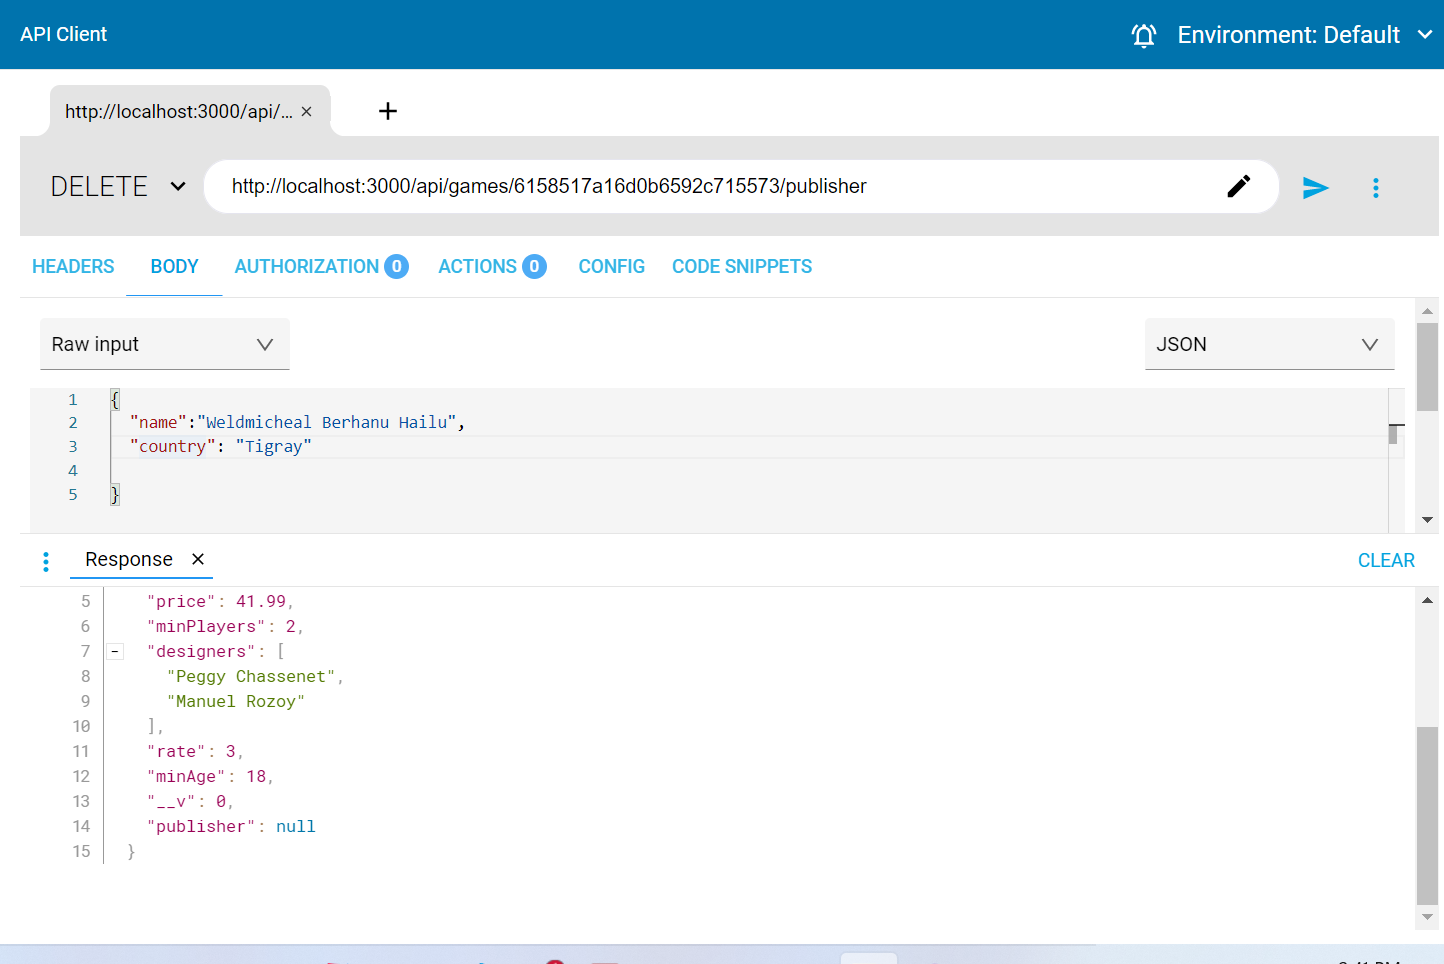 API Client
Environment: Default
http://localhost:3000/api/... ×
+
DELETE
http://localhost:3000/api/games/6158517a16d0b6592c715573/publisher
HEADERS BODY AUTHORIZATION 0 ACTIONS 0 CONFIG CODE SNIPPETS
Raw input
JSON
1 {
2 "name":"Weldmicheal Berhanu Hailu",
3 "country": "Tigray"
4
5 }
Response ×
CLEAR
5 "price": 41.99,
6 "minPlayers": 2,
7 - "designers": [
8 "Peggy Chassenet",
9 "Manuel Rozoy"
10 ],
11 "rate": 3,
12 "minAge": 18,
13 "__v": 0,
14 "publisher": null
15 }